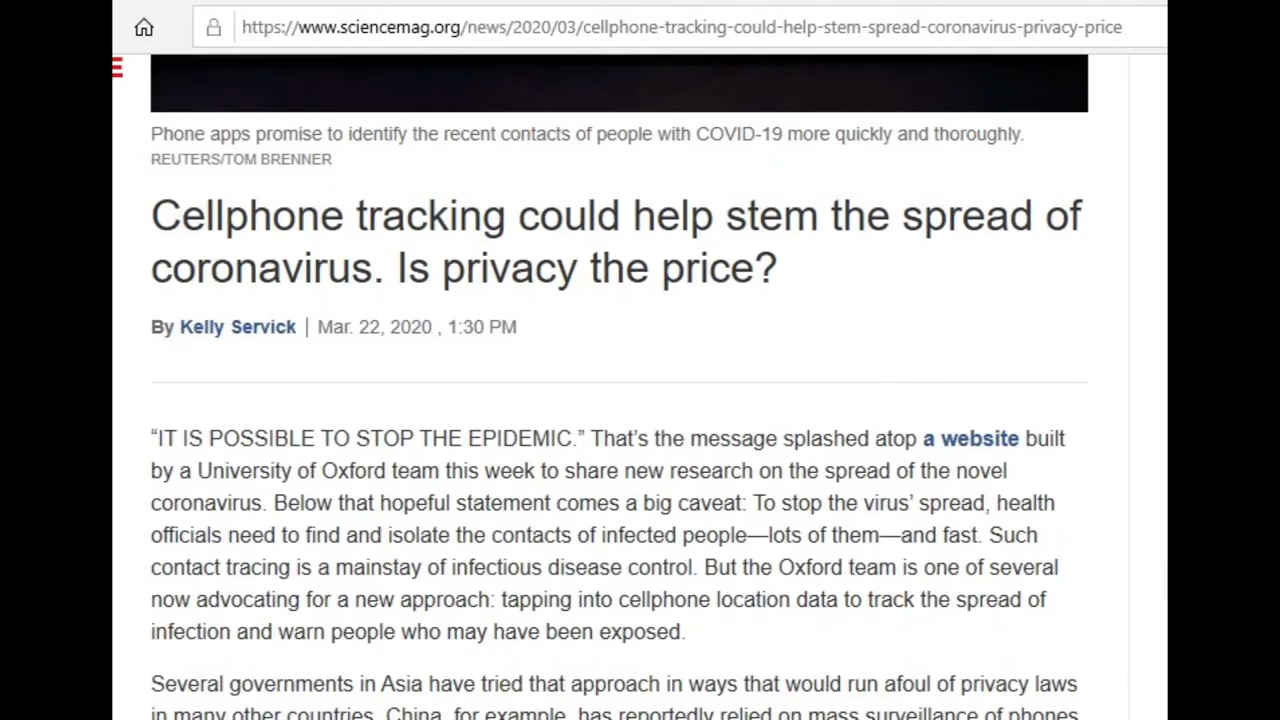 https://www.sciencemag.org/news/2020/03/cellphone-tracking-could-help-stem-spread-coronavirus-privacy-price
Phone apps promise to identify the recent contacts of people with COVID-19 more quickly and thoroughly.
REUTERS/TOM BRENNER
Cellphone tracking could help stem the spread of
coronavirus. Is privacy the price?
By Kelly Servick | Mar. 22, 2020 , 1:30 PM
“IT IS POSSIBLE TO STOP THE EPIDEMIC.” That’s the message splashed atop a website built
by a University of Oxford team this week to share new research on the spread of the novel
coronavirus. Below that hopeful statement comes a big caveat: To stop the virus’ spread, health
officials need to find and isolate the contacts of infected people—lots of them—and fast. Such
contact tracing is a mainstay of infectious disease control. But the Oxford team is one of several
now advocating for a new approach: tapping into cellphone location data to track the spread of
infection and warn people who may have been exposed.
Several governments in Asia have tried that approach in ways that would run afoul of privacy laws
in many other countries. China, for example, has reportedly relied on mass surveillance of phones